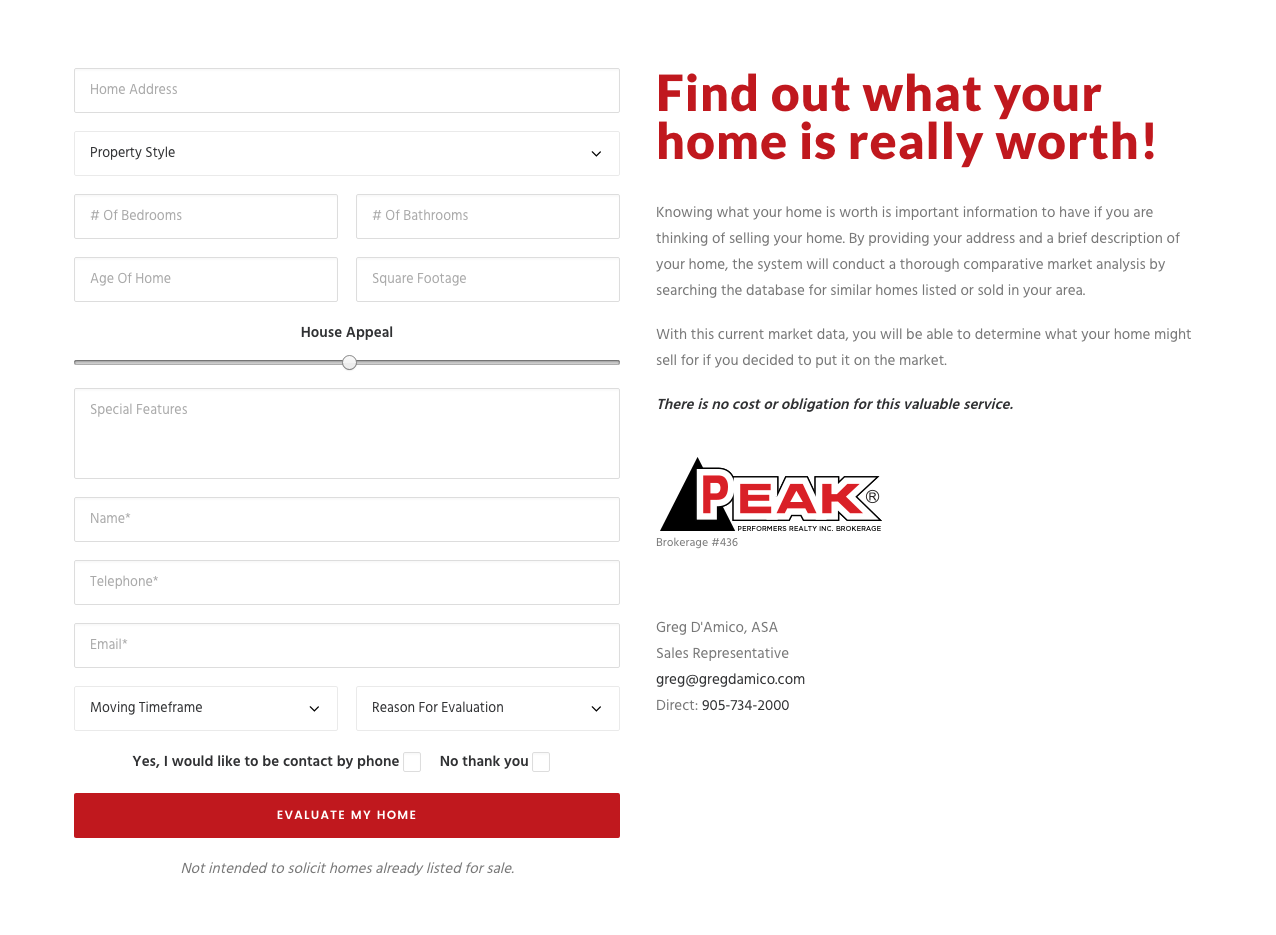 Home Address
Property Style
# Of Bedrooms
# Of Bathrooms
Age Of Home
Square Footage
House Appeal
Special Features
Name*
Telephone*
Email*
Moving Timeframe
Reason For Evaluation
Yes, I would like to be contact by phone
No thank you
EVALUATE MY HOME
Not intended to solicit homes already listed for sale.
Find out what your
home is really worth!
Knowing what your home is worth is important information to have if you are
thinking of selling your home. By providing your address and a brief description of
your home, the system will conduct a thorough comparative market analysis by
searching the database for similar homes listed or sold in your area.
With this current market data, you will be able to determine what your home might
sell for if you decided to put it on the market.
There is no cost or obligation for this valuable service.
PEAK®
PERFORMERS REALTY INC. BROKERAGE
Brokerage #436
Greg D'Amico, ASA
Sales Representative
greg@gregdamico.com
Direct: 905-734-2000